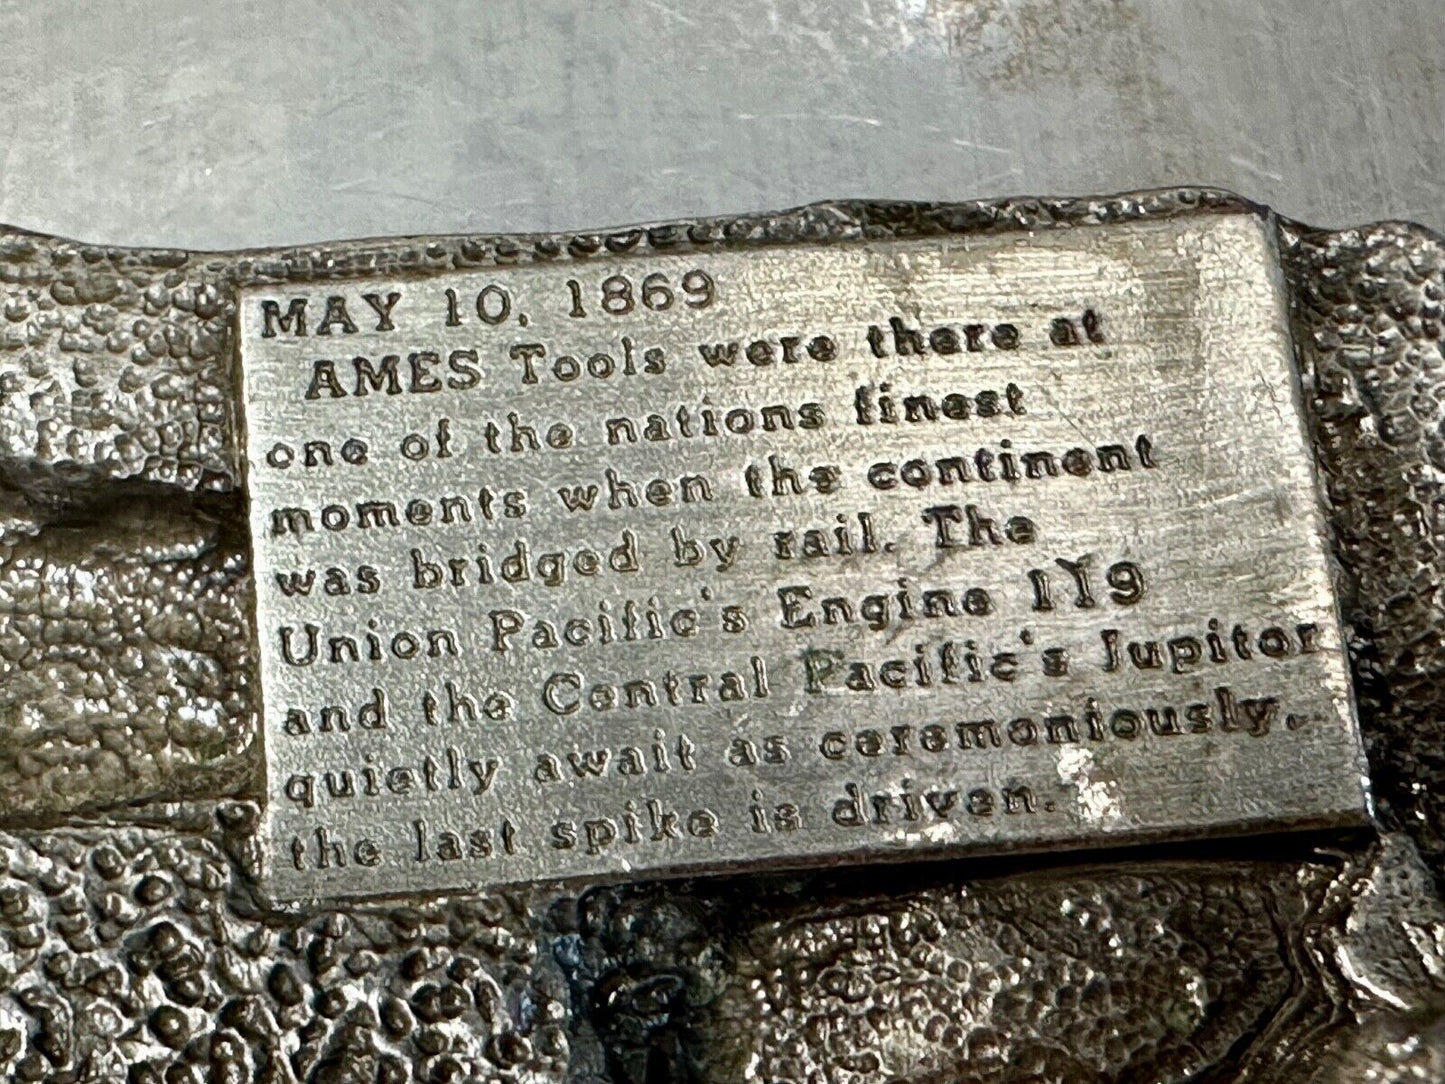 MAY 10, 1869
AMES Tools were there at
one of the nations finest
moments when the continent
was bridged by rail. The
Union Pacific's Engine 119
and the Central Pacific's Jupiter
quietly await as ceremoniously.
the last spike is driven.